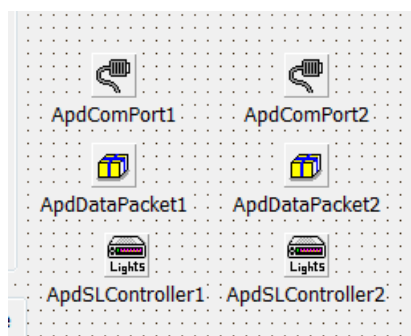 ApdComPort1 ApdComPort2
ApdDataPacket1 ApdDataPacket2
Lights Lights
ApdSLController1 ApdSLController2
e